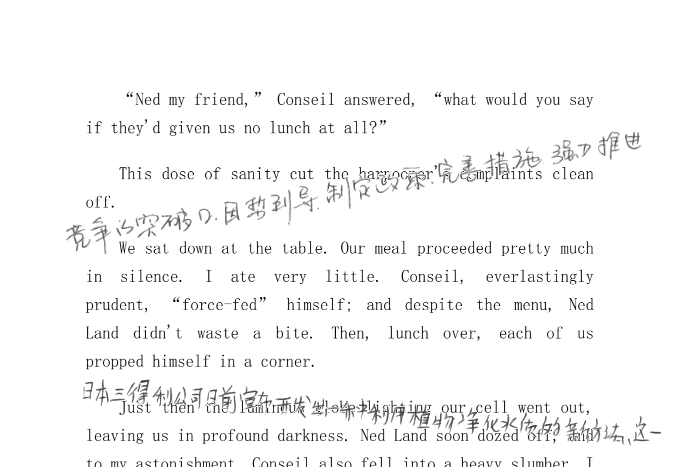 “Ned my friend,” Conseil answered, “what would you say
if they'd given us no lunch at all?”
This dose of sanity cut the harpooner's complaints clean
off.
竞争的突破口.因势利导.制定政策.完善措施.强力推进
We sat down at the table. Our meal proceeded pretty much
in silence. I ate very little. Conseil, everlastingly
prudent, “force-fed” himself; and despite the menu, Ned
Land didn't waste a bite. Then, lunch over, each of us
propped himself in a corner.
日本三得利公司日前宣布开发出一种利用植物净化水质的新方法,这一
Just then the luminous globe lighting our cell went out,
leaving us in profound darkness. Ned Land soon dozed off, and
to my astonishment, Conseil also fell into a heavy slumber. I